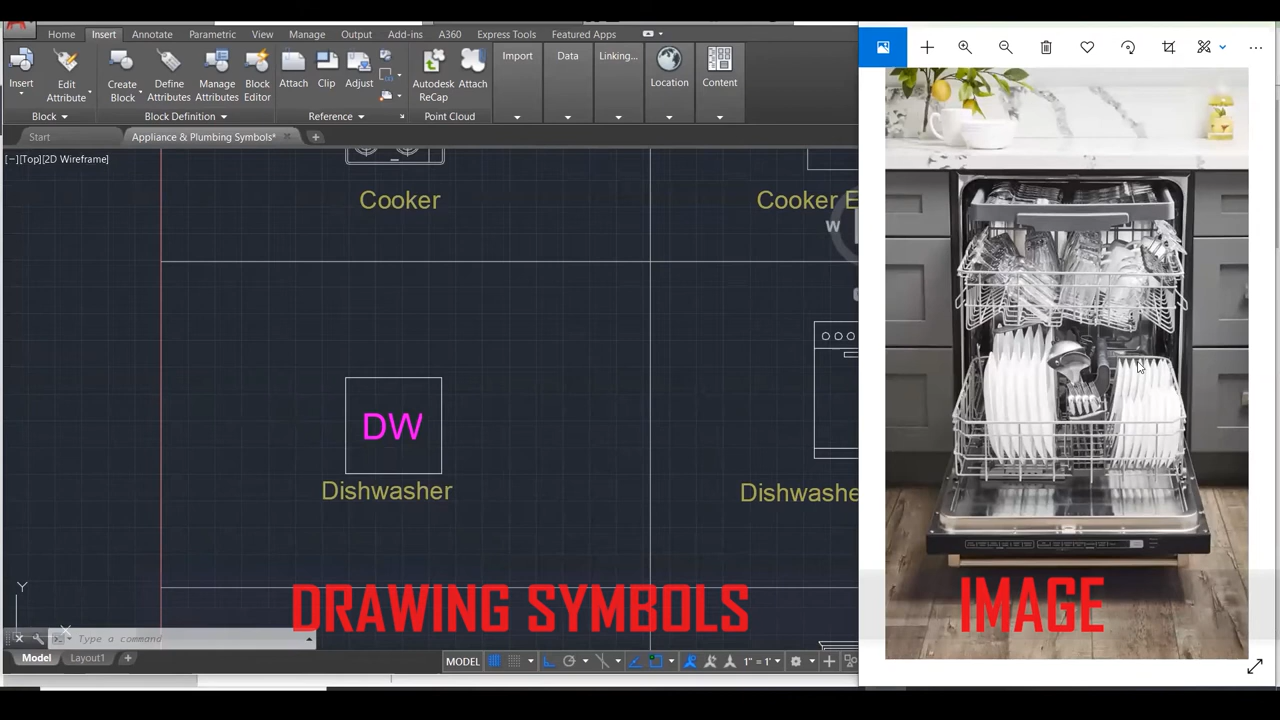 Home Insert Annotate Parametric View Manage Output Add-ins A360 Express Tools Featured Apps
Insert
Edit Attribute
Create Block
Define Attributes
Manage Attributes
Block Editor
Attach
Clip
Adjust
Autodesk ReCap
Attach
Import
Data
Linking...
Location
Content
Block
Block Definition
Reference
Point Cloud
Start
Appliance & Plumbing Symbols*
[−][Top][2D Wireframe]
Cooker
Cooker E
W
DW
Dishwasher
Dishwashe
DRAWING SYMBOLS
IMAGE
Y
X
Type a command
Model
Layout1
MODEL
1" = 1'